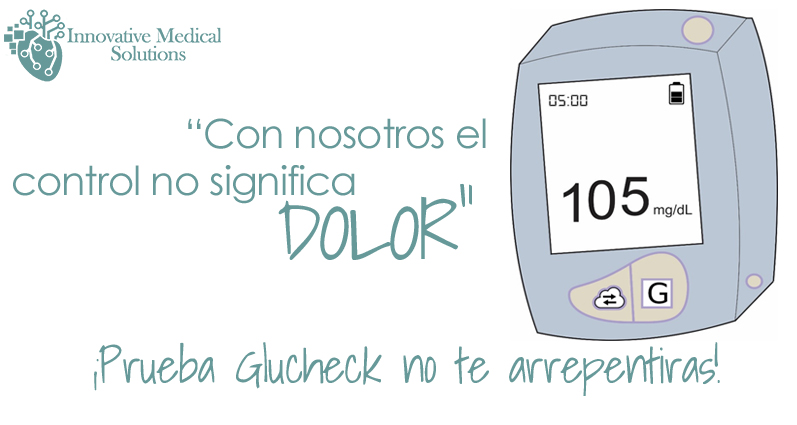 Innovative Medical
Solutions
“Con nosotros el
control no significa
DOLOR"
05:00
105 mg/dL
G
¡Prueba Glucheck no te arrepentiras!